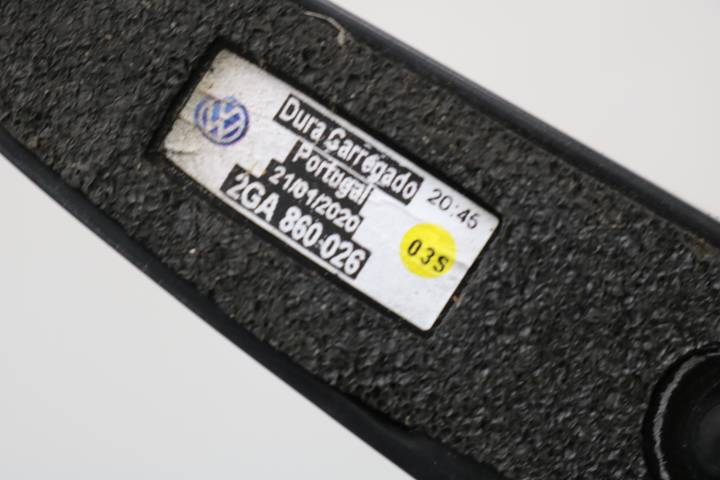 Dura Carregado 20:45
Portugal
21/01/2020
2GA 860 026
03S